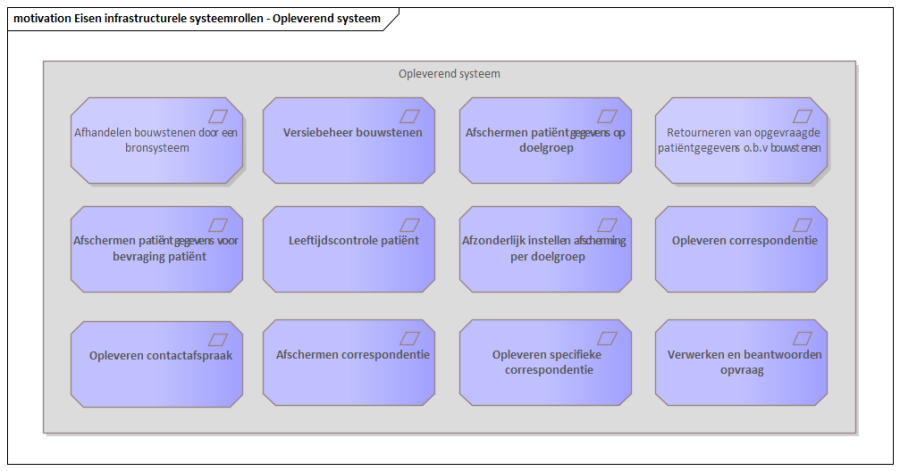 motivation Eisen infrastructurele systeemrollen - Opleverend systeem
Opleverend systeem
Afhandelen bouwstenen door een
bronsysteem
Versiebeheer bouwstenen
Afschermen patiëntgegevens op
doelgroep
Retourneren van opgevraagde
patiëntgegevens o.b.v bouwstenen
Afschermen patiëntgegevens voor
bevraging patiënt
Leeftijdscontrole patiënt
Afzonderlijk instellen afscherming
per doelgroep
Opleveren correspondentie
Opleveren contactafspraak
Afschermen correspondentie
Opleveren specifieke
correspondentie
Verwerken en beantwoorden
opvraag